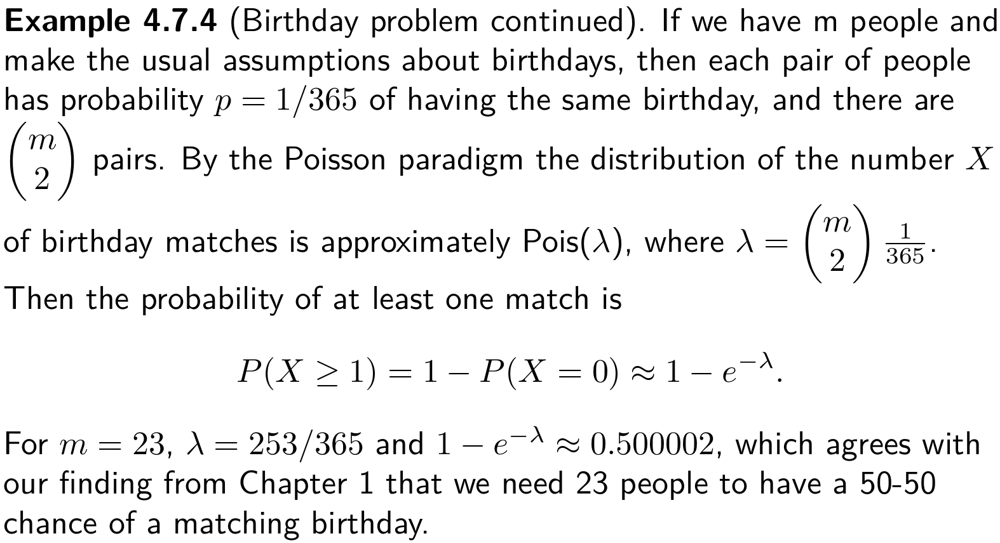 Example 4.7.4 (Birthday problem continued). If we have m people and
make the usual assumptions about birthdays, then each pair of people
has probability $p = 1/365$ of having the same birthday, and there are
$\binom{m}{2}$ pairs. By the Poisson paradigm the distribution of the number $X$
of birthday matches is approximately Pois($\lambda$), where $\lambda = \binom{m}{2} \frac{1}{365}$.
Then the probability of at least one match is
$P(X \geq 1) = 1 - P(X = 0) \approx 1 - e^{-\lambda}.$
For $m = 23$, $\lambda = 253/365$ and $1 - e^{-\lambda} \approx 0.500002$, which agrees with
our finding from Chapter 1 that we need 23 people to have a 50-50
chance of a matching birthday.